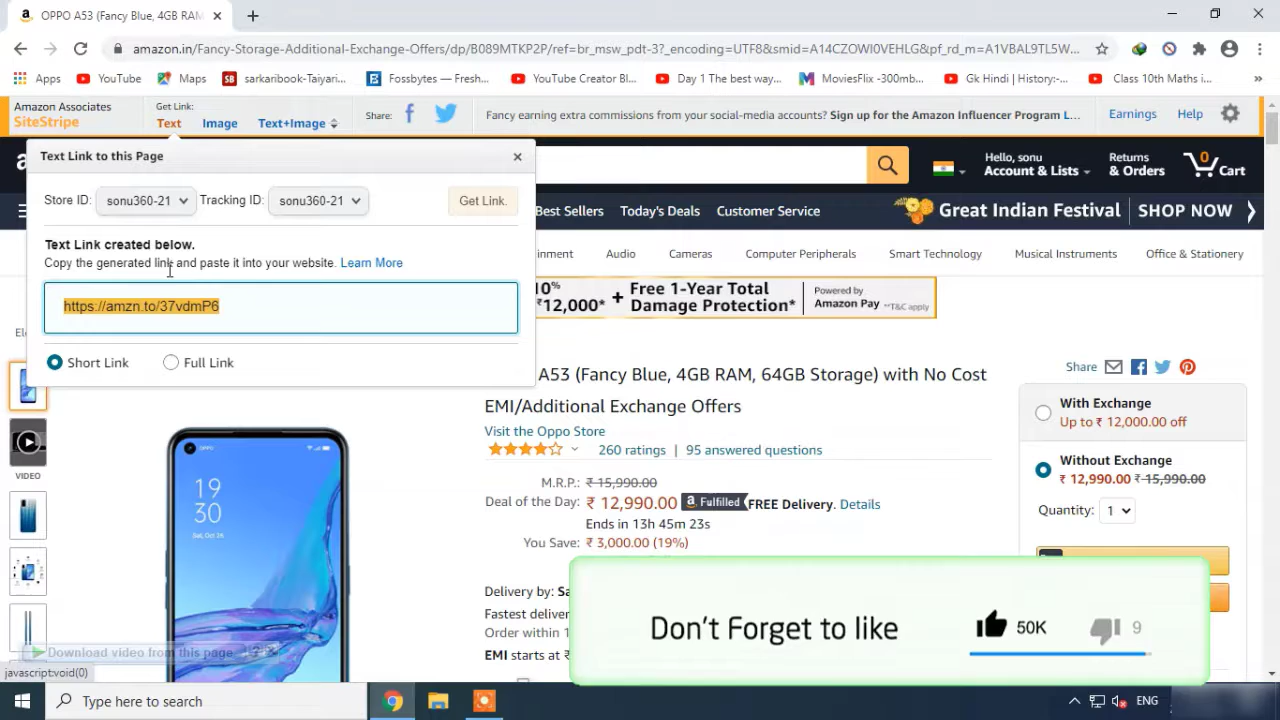 OPPO A53 (Fancy Blue, 4GB RAM
amazon.in/Fancy-Storage-Additional-Exchange-Offers/dp/B089MTKP2P/ref=br_msw_pdt-3?_encoding=UTF8&smid=A14CZOWI0VEHLG&pf_rd_m=A1VBAL9TL5W...
Apps YouTube Maps sarkaribook-Taiyari... Fossbytes — Fresh... YouTube Creator Bl... Day 1 The best way... MoviesFlix -300mb... Gk Hindi | History:-... Class 10th Maths i... »
Amazon Associates
SiteStripe
Get Link:
Text Image Text+Image
Share:
Fancy earning extra commissions from your social-media accounts? Sign up for the Amazon Influencer Program I...
Earnings Help
Text Link to this Page
Store ID: sonu360-21 Tracking ID: sonu360-21 Get Link.
Text Link created below.
Copy the generated link and paste it into your website. Learn More
https://amzn.to/37vdmP6
Short Link Full Link
Hello, sonu
Account & Lists
Returns
& Orders
0
Cart
Best Sellers Today's Deals Customer Service
Great Indian Festival SHOP NOW
inment Audio Cameras Computer Peripherals Smart Technology Musical Instruments Office & Stationery
10%
₹12,000* + Free 1-Year Total
Damage Protection*
Powered by
Amazon Pay **T&C apply
A53 (Fancy Blue, 4GB RAM, 64GB Storage) with No Cost
EMI/Additional Exchange Offers
Visit the Oppo Store
260 ratings | 95 answered questions
M.R.P.: ₹ 15,990.00
Deal of the Day: ₹ 12,990.00 a Fulfilled FREE Delivery. Details
Ends in 13h 45m 23s
You Save: ₹ 3,000.00 (19%)
Delivery by: Sa
Fastest deliver
Order within 1
EMI starts at ₹
Share
With Exchange
Up to ₹ 12,000.00 off
Without Exchange
₹ 12,990.00 ₹ 15,990.00
Quantity: 1
VIDEO
OPPO
19
30
Download video from this page
javascript:void(0)
Don't Forget to like 50K 9
Type here to search
ENG